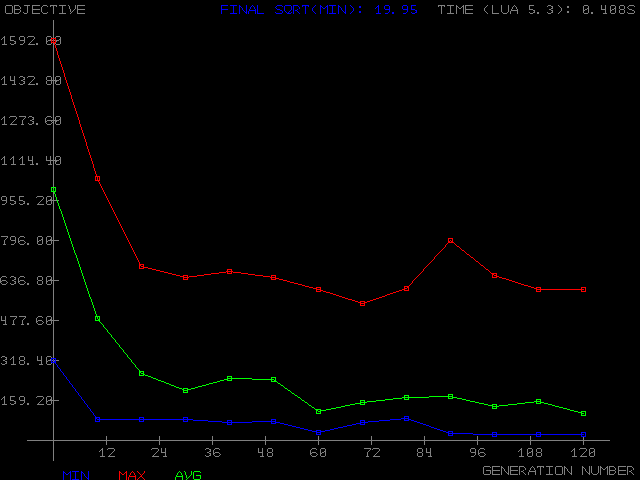 OBJECTIVE FINAL SQRT(MIN): 19.95 TIME (LUA 5.3): 0.408S
1592.00
1432.80
1273.60
1114.40
955.20
796.00
636.80
477.60
318.40
159.20
12 24 36 48 60 72 84 96 108 120
GENERATION NUMBER
MIN MAX AVG